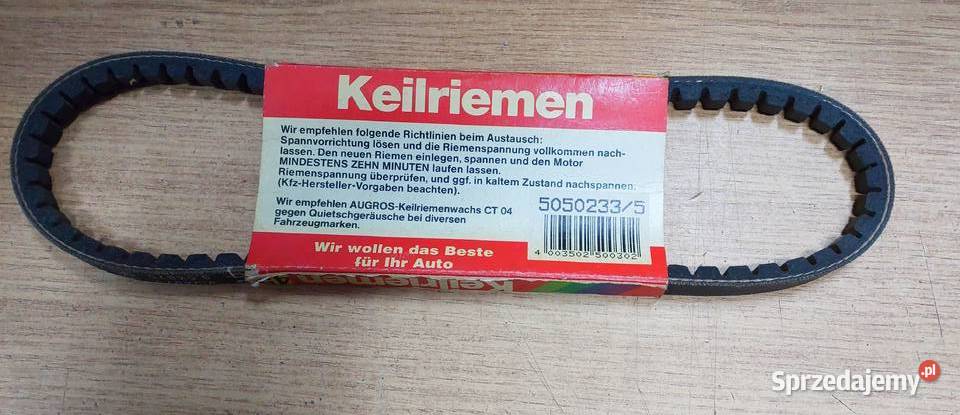 Keilriemen
Wir empfehlen folgende Richtlinien beim Austausch:
Spannvorrichtung lösen und die Riemenspannung vollkommen nach-
lassen. Den neuen Riemen einlegen, spannen und den Motor
MINDESTENS ZEHN MINUTEN laufen lassen.
Riemenspannung überprüfen, und ggf. in kaltem Zustand nachspannen.
(Kfz-Hersteller-Vorgaben beachten).
Wir empfehlen AUGROS-Keilriemenwachs CT 04
gegen Quietschgeräusche bei diversen
Fahrzeugmarken.
5050233/5
4 003502 500302
Wir wollen das Beste
für Ihr Auto
Keilriemen
Sprzedajemy.pl